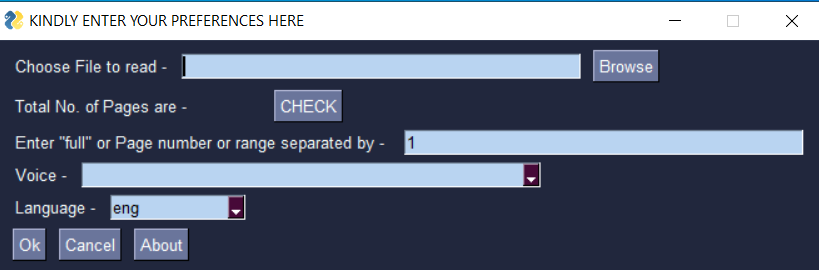 KINDLY ENTER YOUR PREFERENCES HERE
Choose File to read - Browse
Total No. of Pages are - CHECK
Enter "full" or Page number or range separated by - 1
Voice -
Language - eng
Ok Cancel About